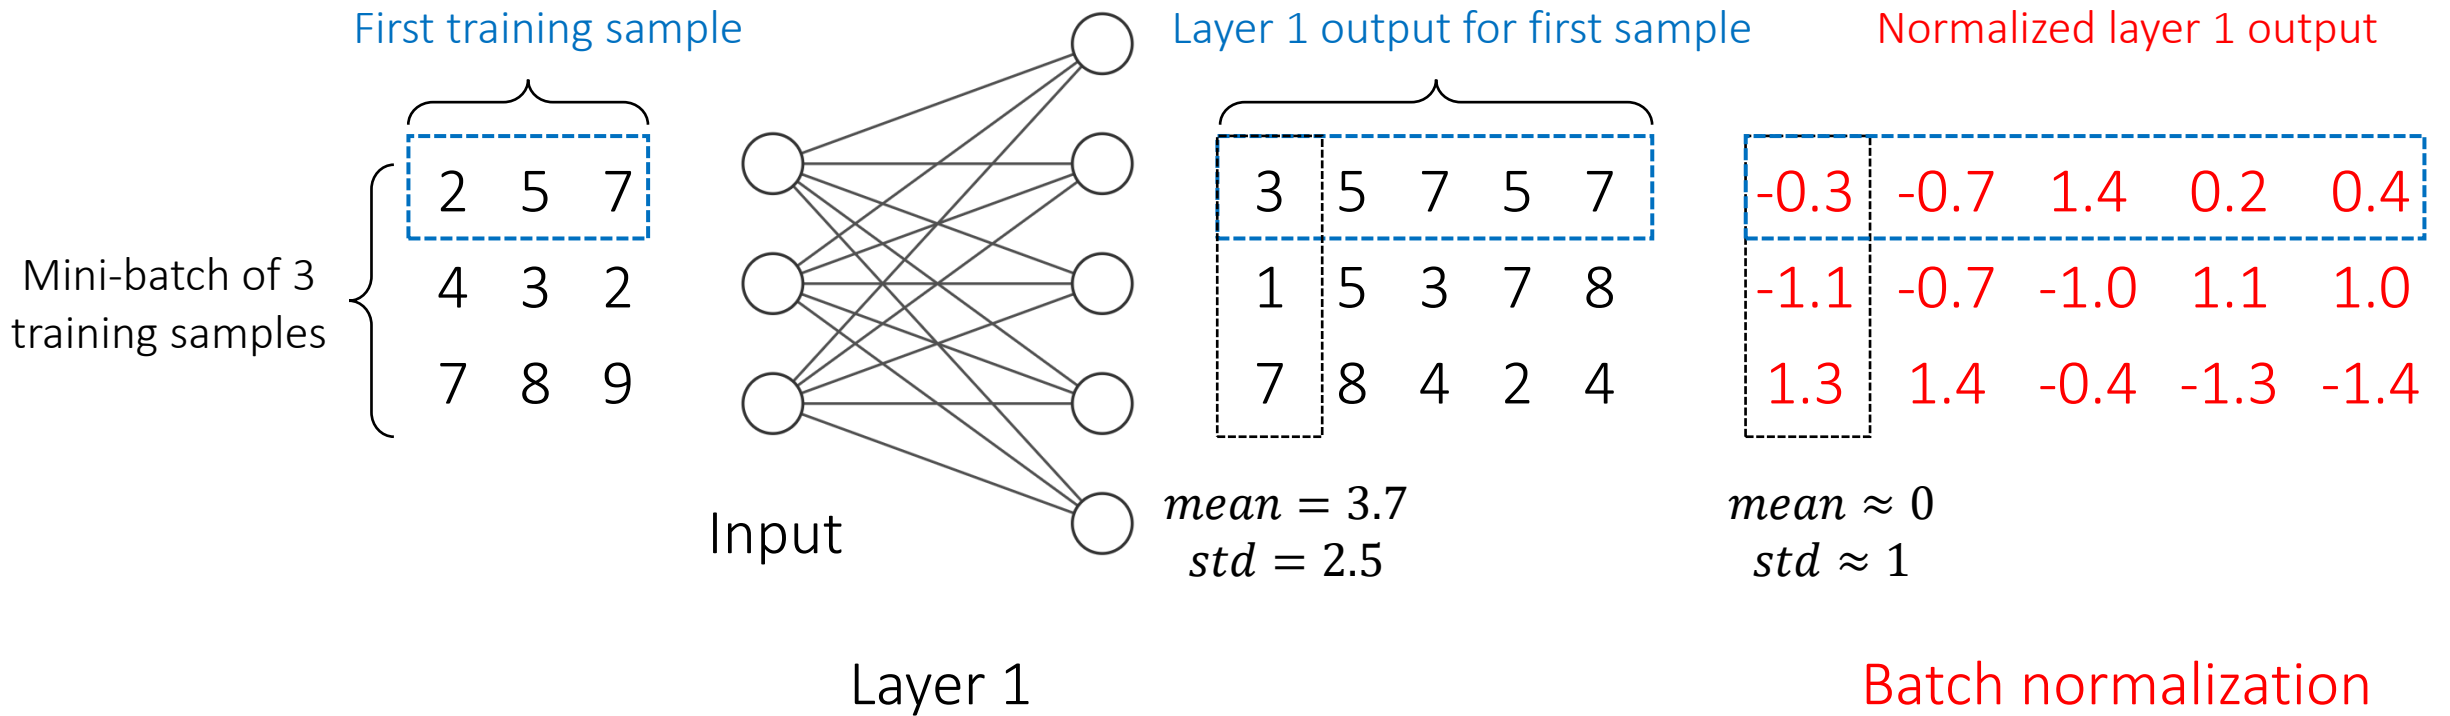 First training sample
Layer 1 output for first sample
Normalized layer 1 output
Mini-batch of 3
training samples
2 5 7
4 3 2
7 8 9
3 5 7 5 7
1 5 3 7 8
7 8 4 2 4
-0.3 -0.7 1.4 0.2 0.4
-1.1 -0.7 -1.0 1.1 1.0
1.3 1.4 -0.4 -1.3 -1.4
Input
mean = 3.7
std = 2.5
mean ≈ 0
std ≈ 1
Layer 1
Batch normalization